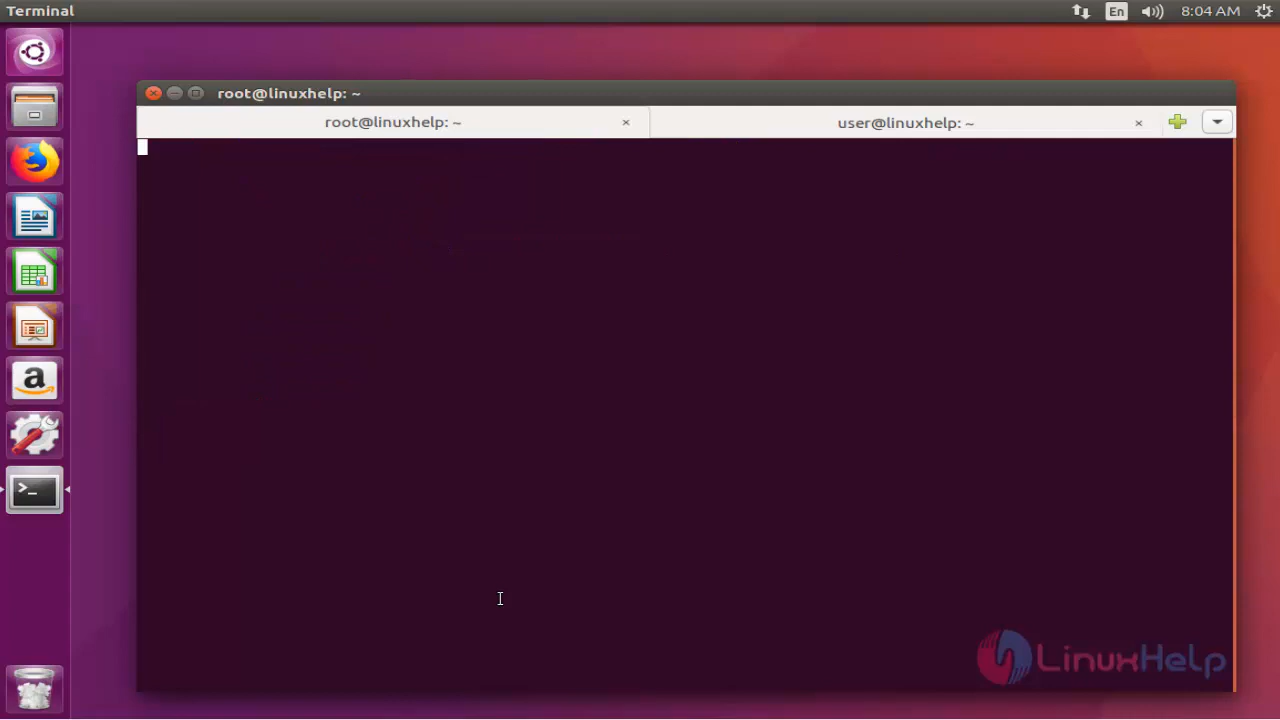 Terminal
En
8:04 AM
root@linuxhelp: ~
root@linuxhelp: ~
user@linuxhelp: ~
a
>_
LinuxHelp